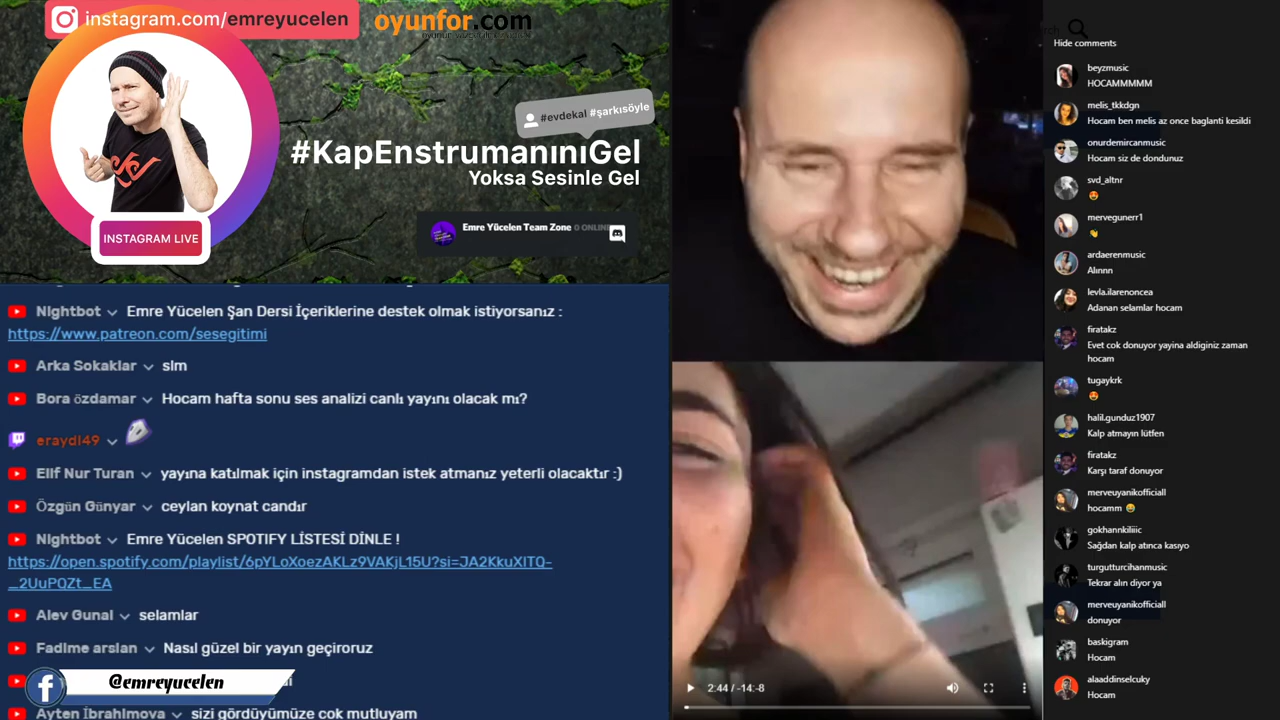 instagram.com/emreyucelen
oyunfor.com
#evdekal #şarkısöyle
#KapEnstrumanınıGel
Yoksa Sesinle Gel
INSTAGRAM LIVE
Emre Yücelen Team Zone 0 ONLIN
Nightbot Emre Yücelen Şan Dersi İçeriklerine destek olmak istiyorsanız :
https://www.patreon.com/sesegitimi
Arka Sokaklar slm
Bora özdamar Hocam hafta sonu ses analizi canlı yayını olacak mı?
eraydl49
Elif Nur Turan yayına katılmak için instagramdan istek atmanız yeterli olacaktır :)
Özgün Günyar ceylan koynat candır
Nightbot Emre Yücelen SPOTIFY LİSTESİ DİNLE !
https://open.spotify.com/playlist/6pYLoXoezAKLz9VAKjL15U?si=JA2KkuXITQ-
_2UuPQZt_EA
Alev Gunal selamlar
Fadime arslan Nasıl güzel bir yayın geçiroruz
@emreyucelen
Ayten İbrahimova sizi gördüyümüze cok mutluyam
2:44 / -14:-8
Hide comments
beyzmusic
HOCAMMMMM
melis_tkkdgn
Hocam ben melis az once baglanti kesildi
onurdemircanmusic
Hocam siz de dondunuz
svd_altnr
mervegunerr1
ardaerenmusic
Alınnn
levla.ilarenoncea
Adanan selamlar hocam
firatakz
Evet cok donuyor yayina aldiginiz zaman
hocam
tugaykrk
halil.gunduz1907
Kalp atmayın lütfen
firatakz
Karşı taraf donuyor
merveuyanikofficiall
hocamm
gokhannkiliiic
Sağdan kalp atınca kasıyo
turgutturcihanmusic
Tekrar alın diyor ya
merveuyanikofficiall
donuyor
baskigram
Hocam
alaaddinselcuky
Hocam